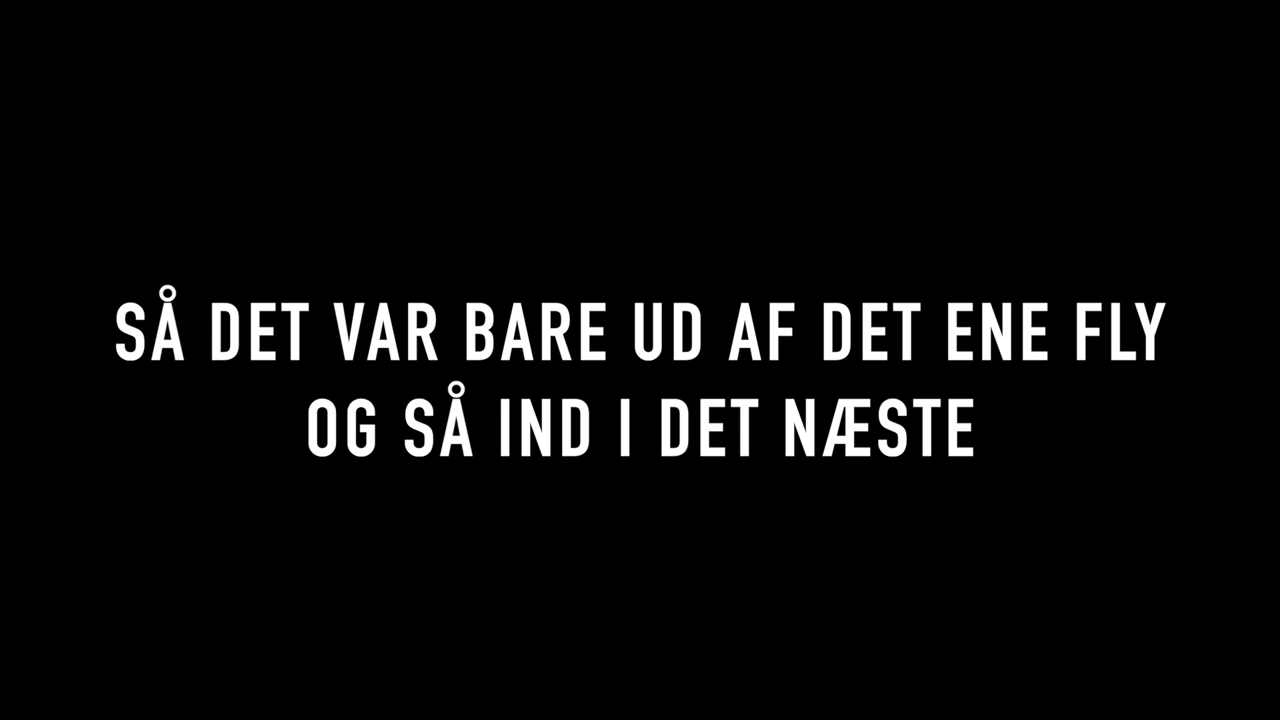 SÅ DET VAR BARE UD AF DET ENE FLY
OG SÅ IND I DET NÆSTE